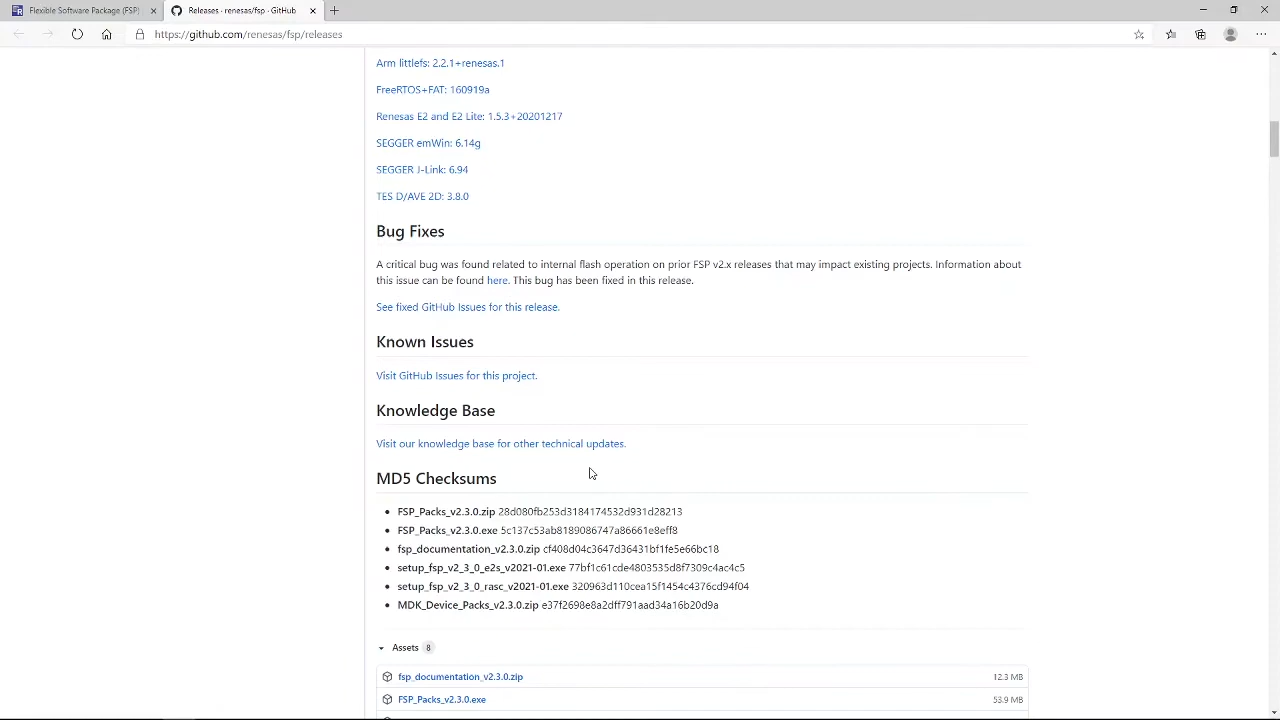 Flexible Software Package (FSP)
Releases · renesas/fsp · GitHub
https://github.com/renesas/fsp/releases
Arm littlefs: 2.2.1+renesas.1
FreeRTOS+FAT: 160919a
Renesas E2 and E2 Lite: 1.5.3+20201217
SEGGER emWin: 6.14g
SEGGER J-Link: 6.94
TES D/AVE 2D: 3.8.0
Bug Fixes
A critical bug was found related to internal flash operation on prior FSP v2.x releases that may impact existing projects. Information about
this issue can be found here. This bug has been fixed in this release.
See fixed GitHub Issues for this release.
Known Issues
Visit GitHub Issues for this project.
Knowledge Base
Visit our knowledge base for other technical updates.
MD5 Checksums
FSP_Packs_v2.3.0.zip 28d080fb253d3184174532d931d28213
FSP_Packs_v2.3.0.exe 5c137c53ab8189086747a86661e8eff8
fsp_documentation_v2.3.0.zip cf408d04c3647d36431bf1fe5e66bc18
setup_fsp_v2_3_0_e2s_v2021-01.exe 77bf1c61cde4803535d8f7309c4ac4c5
setup_fsp_v2_3_0_rasc_v2021-01.exe 320963d110cea15f1454c4376cd94f04
MDK_Device_Packs_v2.3.0.zip e37f2698e8a2dff791aad34a16b20d9a
Assets 8
fsp_documentation_v2.3.0.zip 12.3 MB
FSP_Packs_v2.3.0.exe 53.9 MB